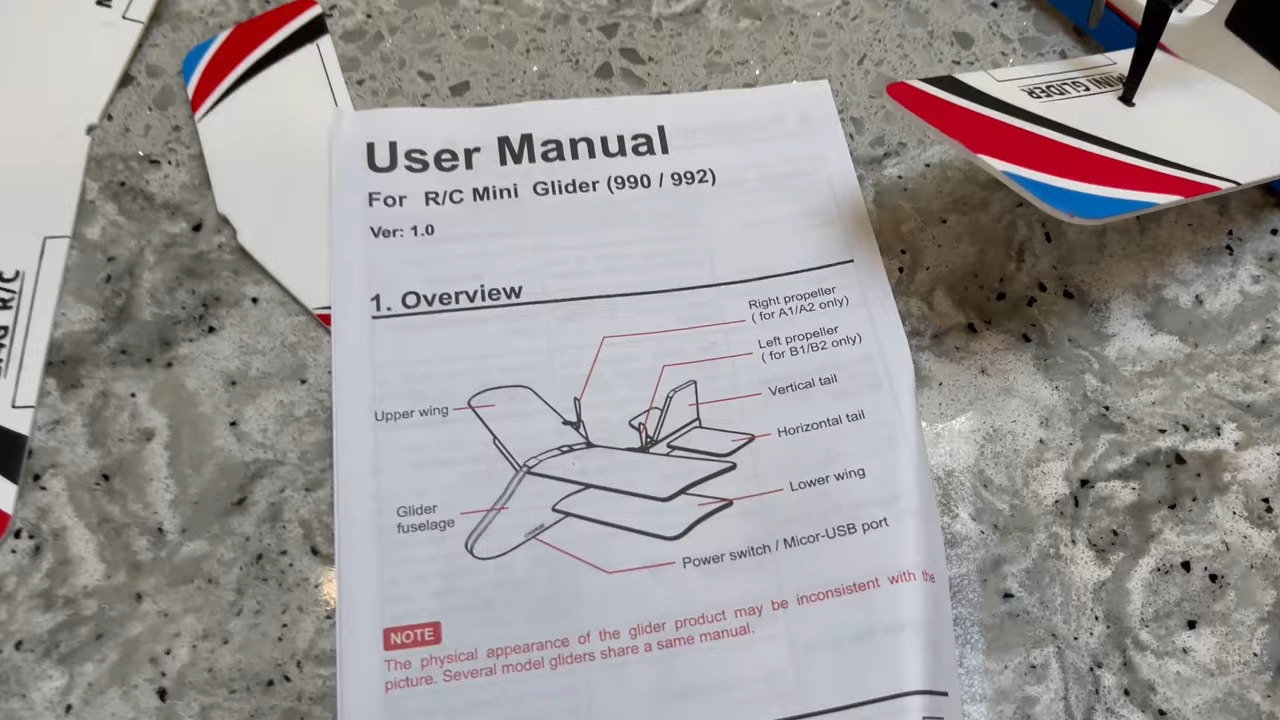 User Manual
For R/C Mini Glider (990 / 992)
Ver: 1.0
1. Overview
Right propeller
( for A1/A2 only)
Left propeller
( for B1/B2 only)
Vertical tail
Upper wing
Horizontal tail
Lower wing
Glider
fuselage
Power switch / Micor-USB port
NOTE
The physical appearance of the glider product may be inconsistent with the
picture. Several model gliders share a same manual.
MINI GLIDER
R/C